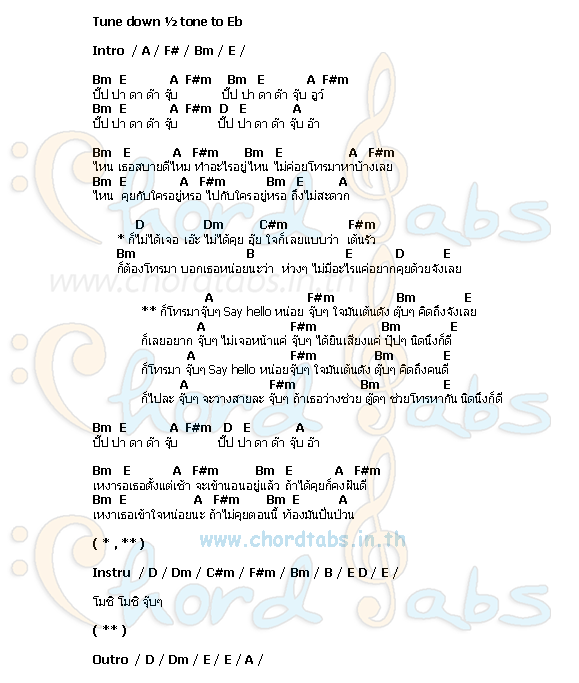 Tune down ½ tone to Eb
Intro / A / F# / Bm / E /
Bm E A F#m Bm E A F#m
ปี๊ป ปา ดา ด๊า จุ๊บ ปี๊ป ปา ดา ด๊า จุ๊บ อูว์
Bm E A F#m D E A
ปี๊ป ปา ดา ด๊า จุ๊บ ปี๊ป ปา ดา ด๊า จุ๊บ อ๊า
Bm E A F#m Bm E A F#m
ไหน เธอสบายดีไหม ทำอะไรอยู่ไหน ไม่ค่อยโทรมาหาบ้างเลย
Bm E A F#m Bm E A
ไหน คุยกับใครอยู่หรอ ไปกับใครอยู่หรอ ถึงไม่สะดวก
D Dm C#m F#m
* ก็ไม่ได้เจอ เอ๊ะ ไม่ได้คุย อุ๊ย ใจก็เลยแบบว่า เต้นรัว
Bm B E D E
ก็ต้องโทรมา บอกเธอหน่อยนะว่า ห่วงๆ ไม่มีอะไรแค่อยากคุยด้วยจังเลย
A F#m Bm E
** ก็โทรมาจุ๊บๆ Say hello หน่อย จุ๊บๆ ใจมันเต้นดัง ตุ๊บๆ คิดถึงจังเลย
A F#m Bm E
ก็เลยอยาก จุ๊บๆ ไม่เจอหน้าแค่ จุ๊บๆ ได้ยินเสียงแค่ ปุ๊ปๆ นิดนึงก็ดี
A F#m Bm E
ก็โทรมา จุ๊บๆ Say hello หน่อยจุ๊บๆ ใจมันเต้นดัง ตุ๊บๆ คิดถึงคนดี
A F#m Bm E
ก็ไปละ จุ๊บๆ จะวางสายละ จุ๊บๆ ถ้าเธอว่างช่วย ตู๊ดๆ ช่วยโทรหากัน นิดนึงก็ดี
Bm E A F#m D E A
ปี๊ป ปา ดา ด๊า จุ๊บ ปี๊ป ปา ดา ด๊า จุ๊บ อ๊า
Bm E A F#m Bm E A F#m
เหงารอเธอตั้งแต่เช้า จะเข้านอนอยู่แล้ว ถ้าได้คุยก็คงฝันดี
Bm E A F#m Bm E A
เหงาเธอเข้าใจหน่อยนะ ถ้าไม่คุยตอนนี้ ท้องมันปั่นป่วน
( * , ** )
Instru / D / Dm / C#m / F#m / Bm / B / E D / E /
โมชิ โมชิ จุ๊บๆ
( ** )
Outro / D / Dm / E / E / A /
www.chordtabs.in.th
www.chordtabs.in.th
chord tabs